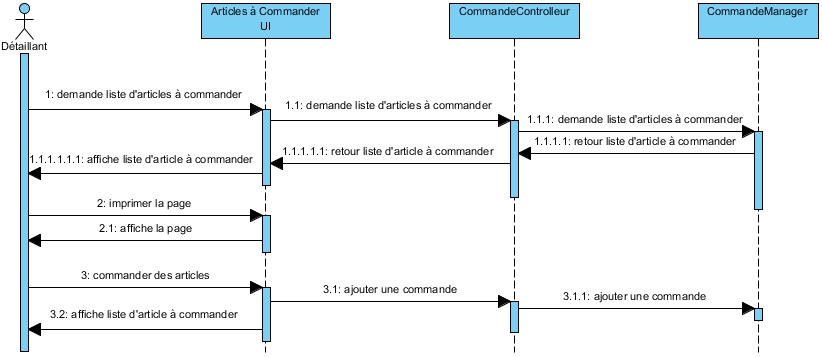 Articles à Commander
UI
CommandeControlleur
CommandeManager
Détaillant
1: demande liste d'articles à commander
1.1: demande liste d'articles à commander
1.1.1: demande liste d'articles à commander
1.1.1.1: retour liste d'article à commander
1.1.1.1.1: retour liste d'article à commander
1.1.1.1.1.1: affiche liste d'article à commander
2: imprimer la page
2.1: affiche la page
3: commander des articles
3.1: ajouter une commande
3.1.1: ajouter une commande
3.2: affiche liste d'article à commander